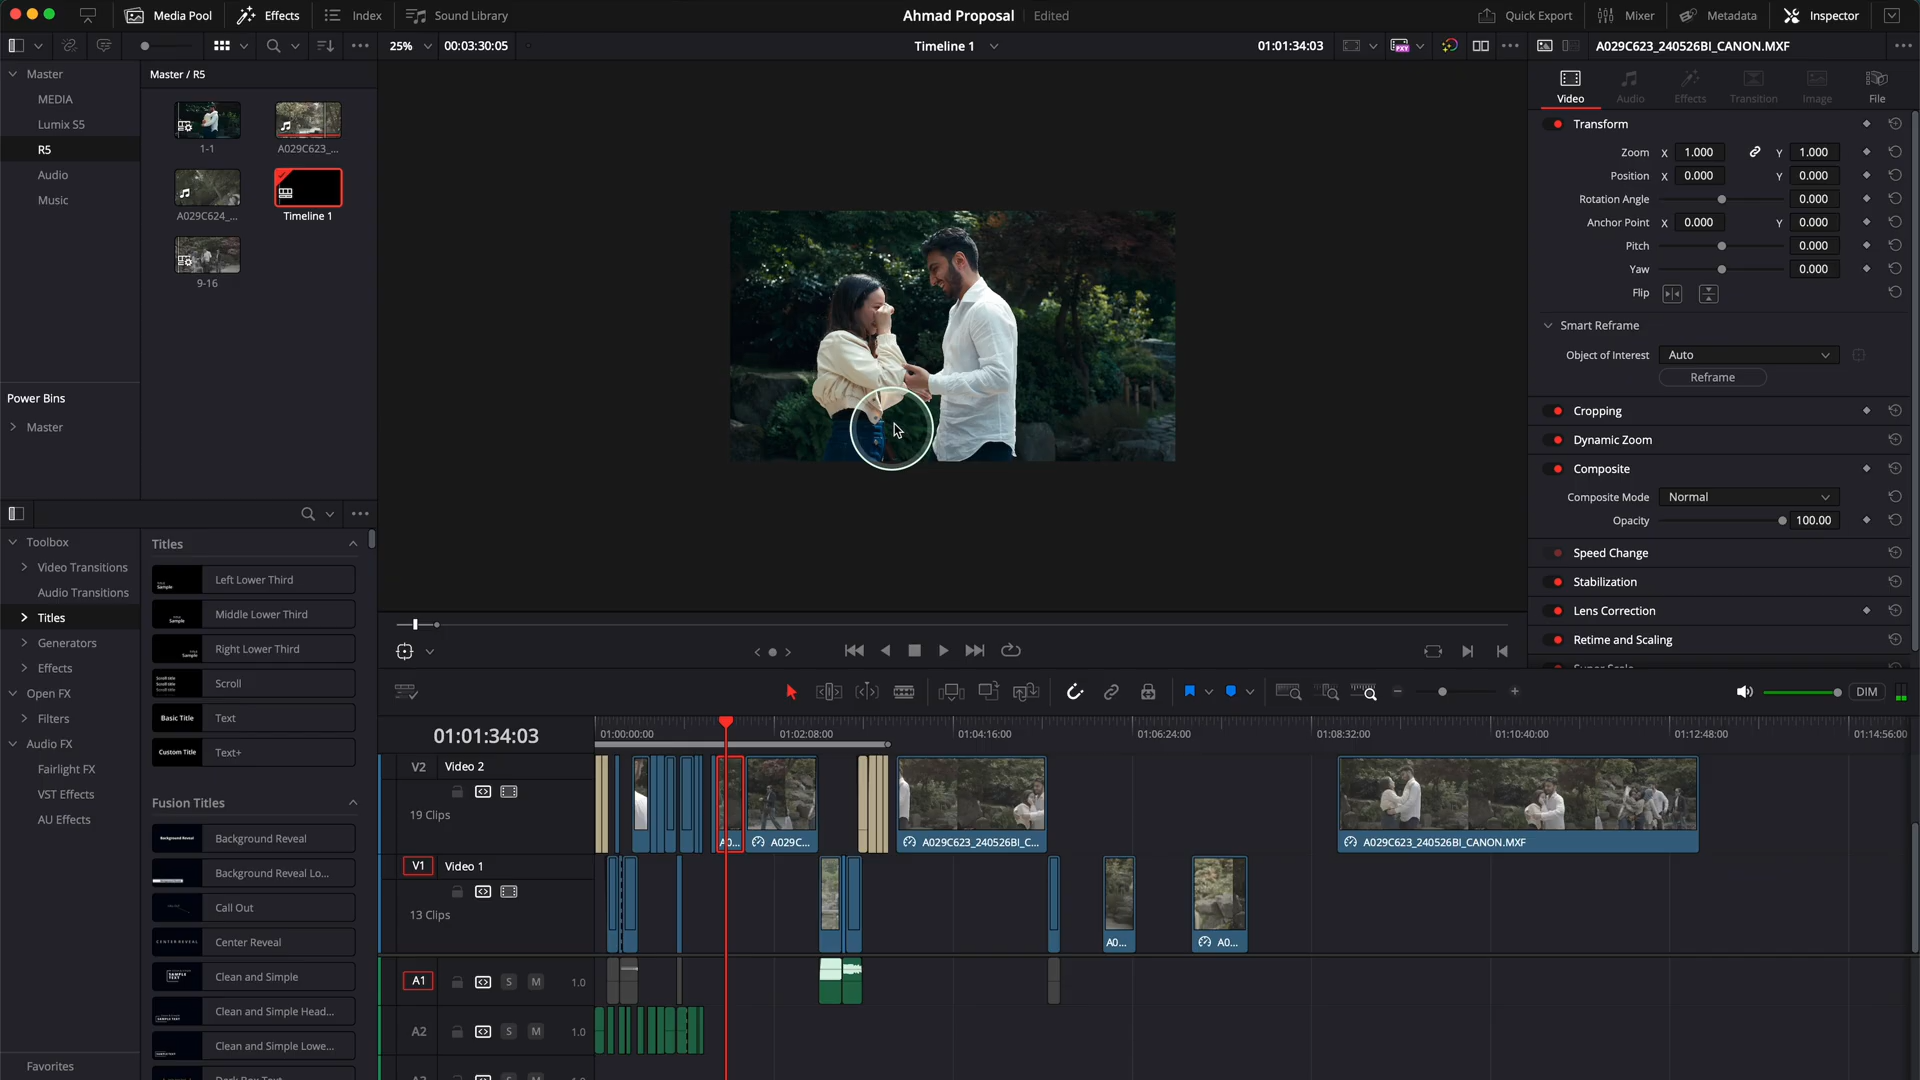 Media Pool
Effects
Index
Sound Library
Ahmad Proposal
Edited
Quick Export
Mixer
Metadata
Inspector
25%
00:03:30:05
Timeline 1
01:01:34:03
A029C623_240526BI_CANON.MXF
Master
MEDIA
Lumix S5
R5
Audio
Music
Power Bins
Master
Master / R5
1-1
A029C623_...
A029C624_...
Timeline 1
9-16
Video
Audio
Effects
Transition
Image
File
Transform
Zoom X 1.000 Y 1.000
Position X 0.000 Y 0.000
Rotation Angle 0.000
Anchor Point X 0.000 Y 0.000
Pitch 0.000
Yaw 0.000
Flip
Smart Reframe
Object of Interest Auto
Reframe
Cropping
Dynamic Zoom
Composite
Composite Mode Normal
Opacity 100.00
Speed Change
Stabilization
Lens Correction
Retime and Scaling
Toolbox
Video Transitions
Audio Transitions
Titles
Generators
Effects
Open FX
Filters
Audio FX
Fairlight FX
VST Effects
AU Effects
Favorites
Titles
Left Lower Third
Middle Lower Third
Right Lower Third
Scroll
Basic Title Text
Custom Title Text+
Fusion Titles
Background Reveal
Background Reveal Lo...
Call Out
Center Reveal
Clean and Simple
Clean and Simple Head...
Clean and Simple Lowe...
DIM
01:01:34:03
01:00:00:00
01:02:08:00
01:04:16:00
01:06:24:00
01:08:32:00
01:10:40:00
01:12:48:00
01:14:56:00
V2 Video 2
19 Clips
A0...
A029C...
A029C623_240526BI_C...
A029C623_240526BI_CANON.MXF
V1 Video 1
13 Clips
A0...
A0...
A1 S M 1.0
A2 S M 1.0